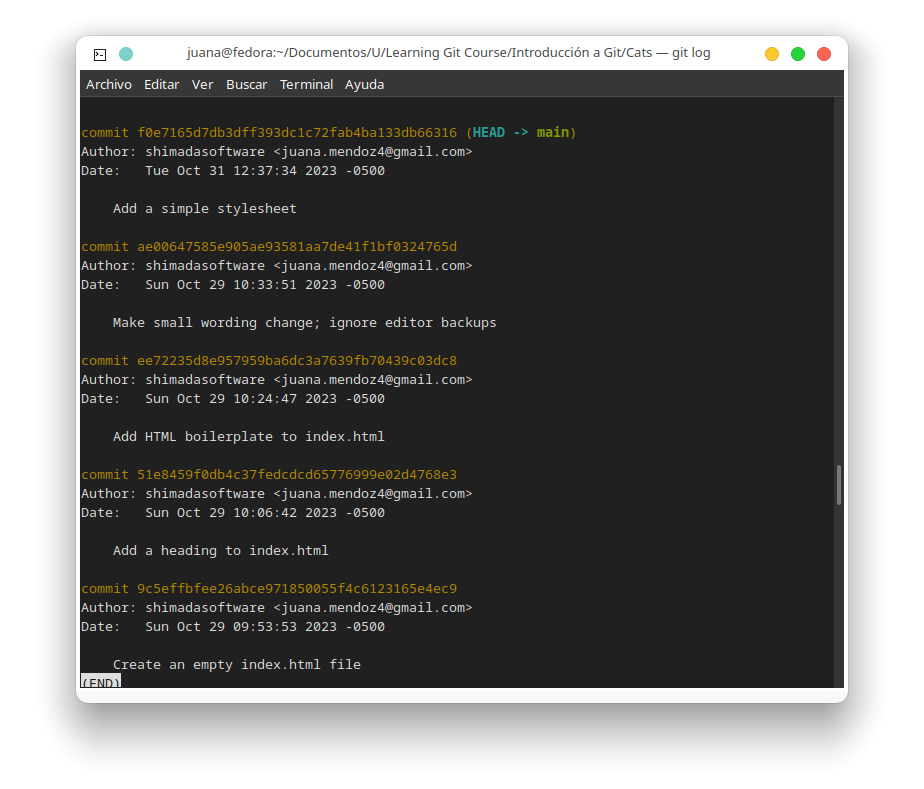 juana@fedora:~/Documentos/U/Learning Git Course/Introducción a Git/Cats — git log
Archivo Editar Ver Buscar Terminal Ayuda
commit f0e7165d7db3dff393dc1c72fab4ba133db66316 (HEAD -> main)
Author: shimadasoftware <juana.mendoz4@gmail.com>
Date:   Tue Oct 31 12:37:34 2023 -0500
    Add a simple stylesheet
commit ae00647585e905ae93581aa7de41f1bf0324765d
Author: shimadasoftware <juana.mendoz4@gmail.com>
Date:   Sun Oct 29 10:33:51 2023 -0500
    Make small wording change; ignore editor backups
commit ee72235d8e957959ba6dc3a7639fb70439c03dc8
Author: shimadasoftware <juana.mendoz4@gmail.com>
Date:   Sun Oct 29 10:24:47 2023 -0500
    Add HTML boilerplate to index.html
commit 51e8459f0db4c37fedcdcd65776999e02d4768e3
Author: shimadasoftware <juana.mendoz4@gmail.com>
Date:   Sun Oct 29 10:06:42 2023 -0500
    Add a heading to index.html
commit 9c5effbfee26abce971850055f4c6123165e4ec9
Author: shimadasoftware <juana.mendoz4@gmail.com>
Date:   Sun Oct 29 09:53:53 2023 -0500
    Create an empty index.html file
(END)